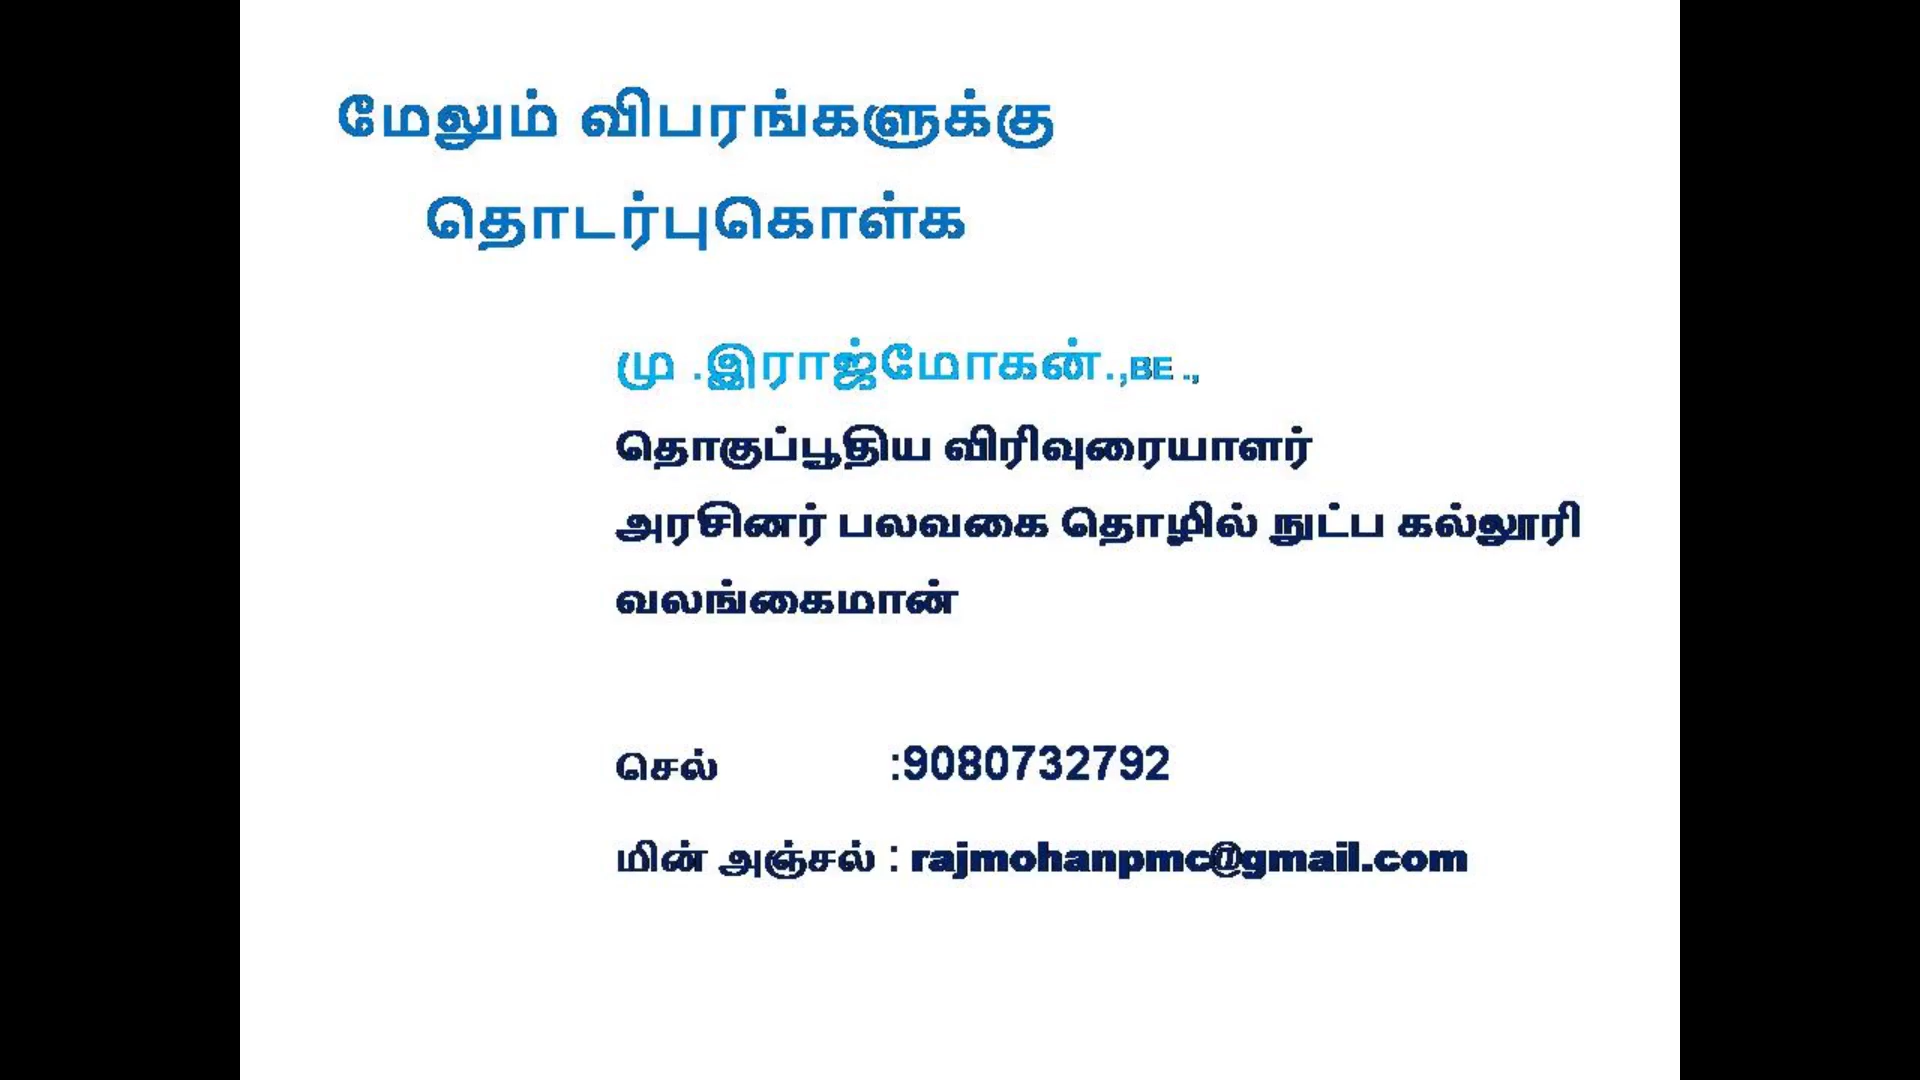 மேலும் விபரங்களுக்கு
தொடர்புகொள்க
மு .இராஜ்மோகன்.,BE .,
தொகுப்பூதிய விரிவுரையாளர்
அரசினர் பலவகை தொழில் நுட்ப கல்லூரி
வலங்கைமான்
செல் :9080732792
மின் அஞ்சல் : rajmohanpmc@gmail.com